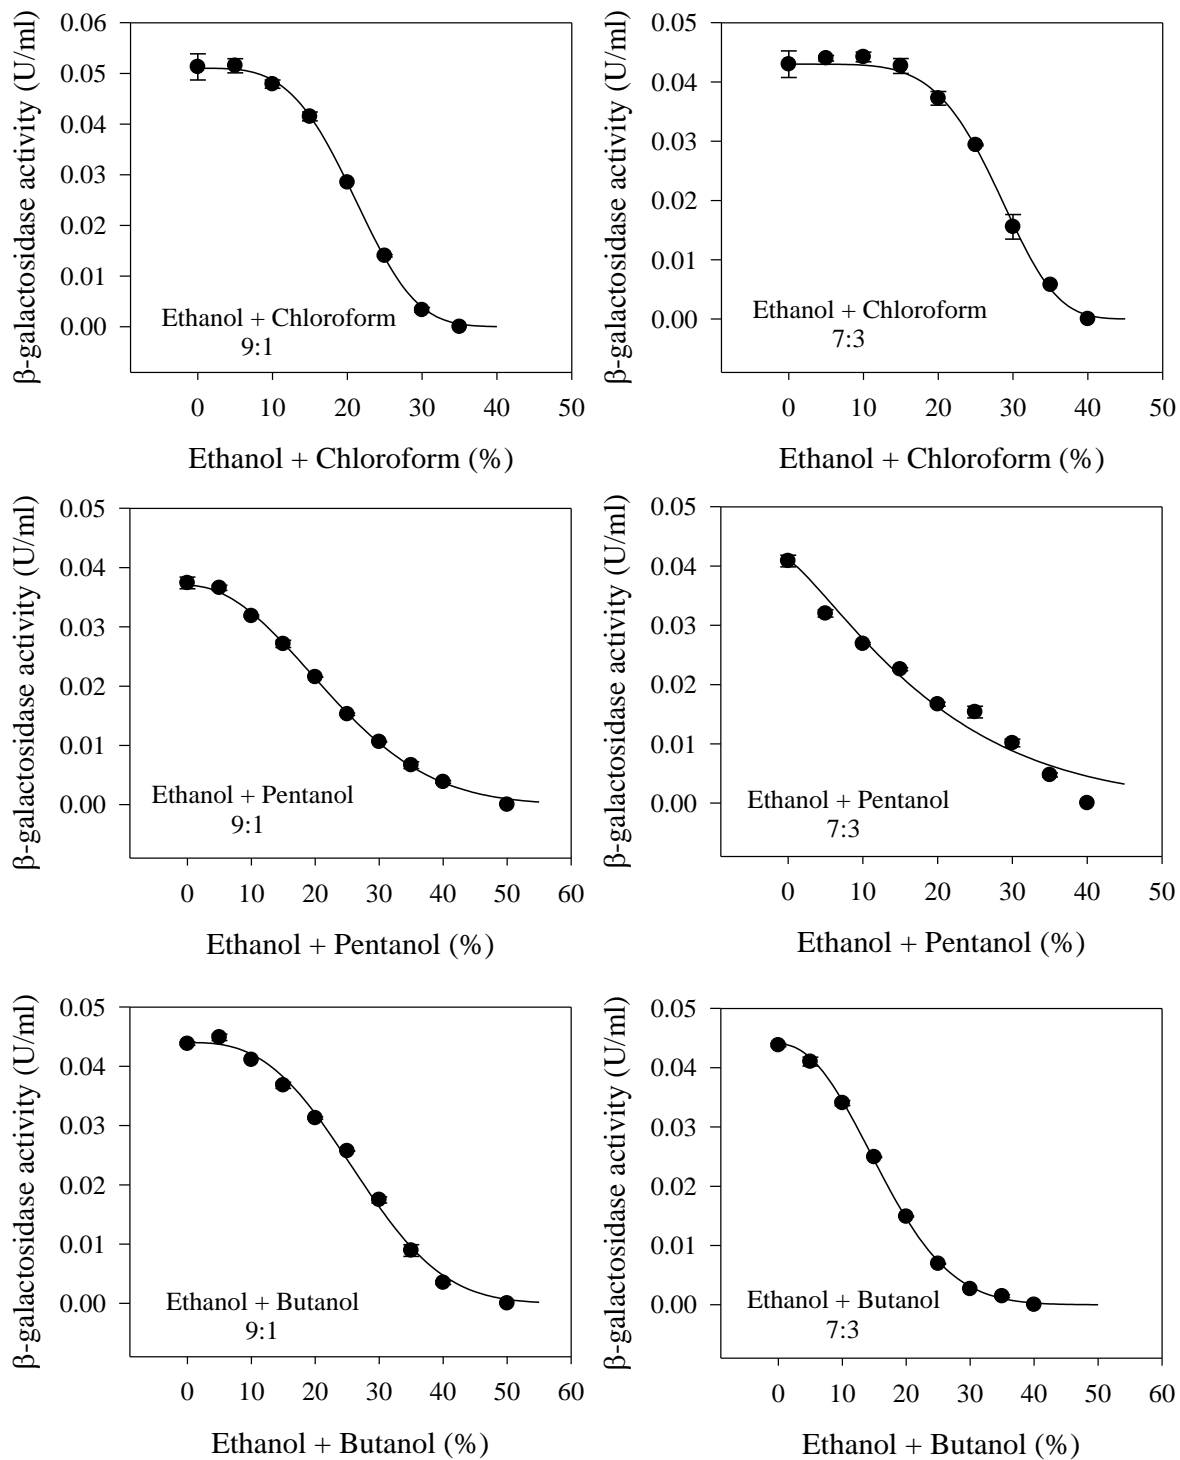 β-galactosidase activity (U/ml)
0.06
0.05
0.04
0.03
0.02
0.01
0.00
Ethanol + Chloroform
9:1
0 10 20 30 40 50
Ethanol + Chloroform (%)
β-galactosidase activity (U/ml)
0.05
0.04
0.03
0.02
0.01
0.00
Ethanol + Chloroform
7:3
0 10 20 30 40 50
Ethanol + Chloroform (%)
β-galactosidase activity (U/ml)
0.05
0.04
0.03
0.02
0.01
0.00
Ethanol + Pentanol
9:1
0 10 20 30 40 50 60
Ethanol + Pentanol (%)
β-galactosidase activity (U/ml)
0.05
0.04
0.03
0.02
0.01
0.00
Ethanol + Pentanol
7:3
0 10 20 30 40 50
Ethanol + Pentanol (%)
β-galactosidase activity (U/ml)
0.05
0.04
0.03
0.02
0.01
0.00
Ethanol + Butanol
9:1
0 10 20 30 40 50 60
Ethanol + Butanol (%)
β-galactosidase activity (U/ml)
0.05
0.04
0.03
0.02
0.01
0.00
Ethanol + Butanol
7:3
0 10 20 30 40 50 60
Ethanol + Butanol (%)